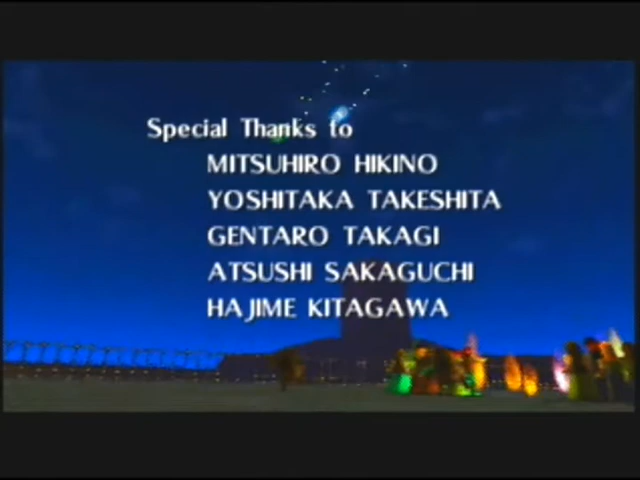 Special Thanks to
MITSUHIRO HIKINO
YOSHITAKA TAKESHITA
GENTARO TAKAGI
ATSUSHI SAKAGUCHI
HAJIME KITAGAWA